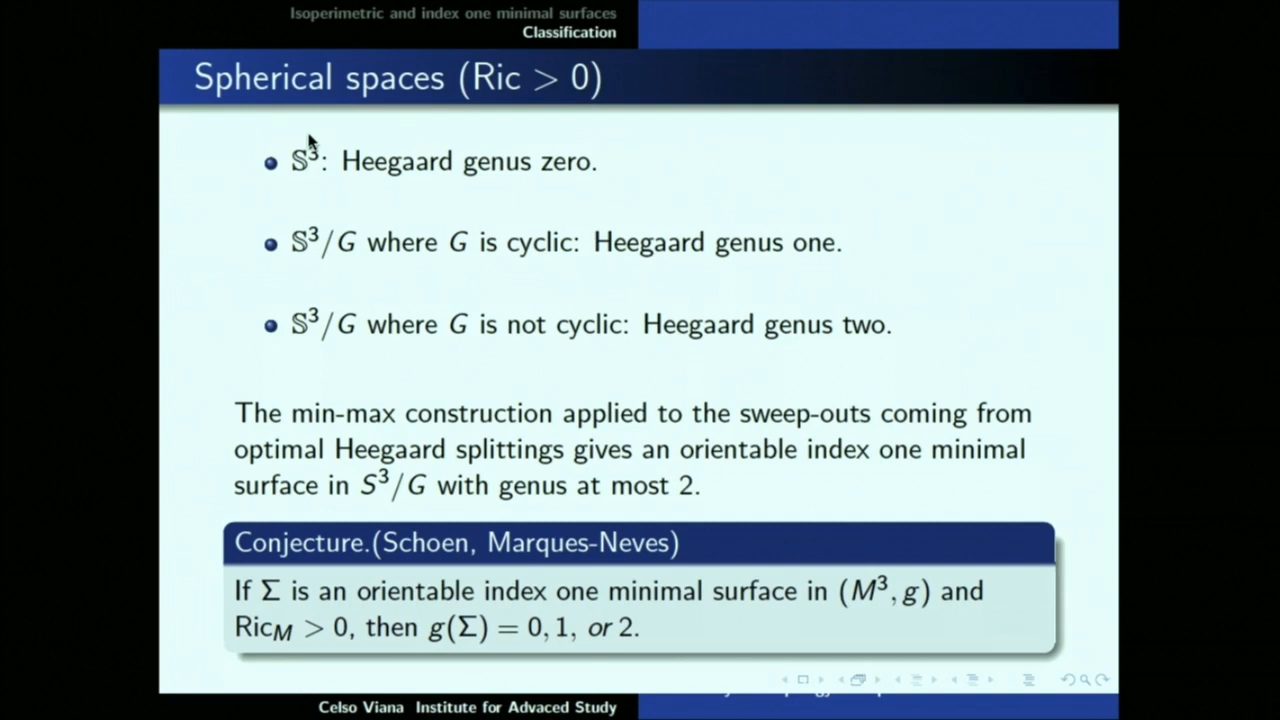 Isoperimetric and index one minimal surfaces
Classification
Spherical spaces (Ric > 0)
𝕊³: Heegaard genus zero.
𝕊³/G where G is cyclic: Heegaard genus one.
𝕊³/G where G is not cyclic: Heegaard genus two.
The min-max construction applied to the sweep-outs coming from
optimal Heegaard splittings gives an orientable index one minimal
surface in S³/G with genus at most 2.
Conjecture.(Schoen, Marques-Neves)
If Σ is an orientable index one minimal surface in (M³, g) and
Ric_M > 0, then g(Σ) = 0, 1, or 2.
Celso Viana Institute for Advaced Study